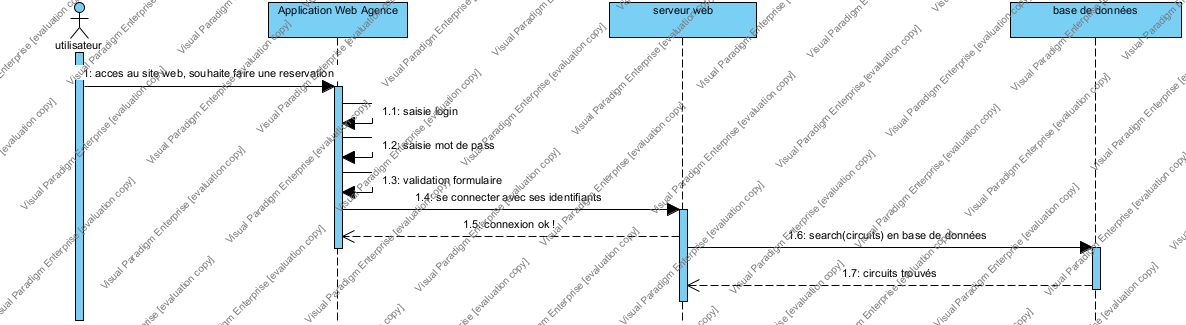 Application Web Agence
serveur web
base de données
utilisateur
1: acces au site web, souhaite faire une reservation
1.1: saisie login
1.2: saisie mot de pass
1.3: validation formulaire
1.4: se connecter avec ses identifiants
1.5: connexion ok !
1.6: search(circuits) en base de données
1.7: circuits trouvés
Visual Paradigm Enterprise [evaluation copy]